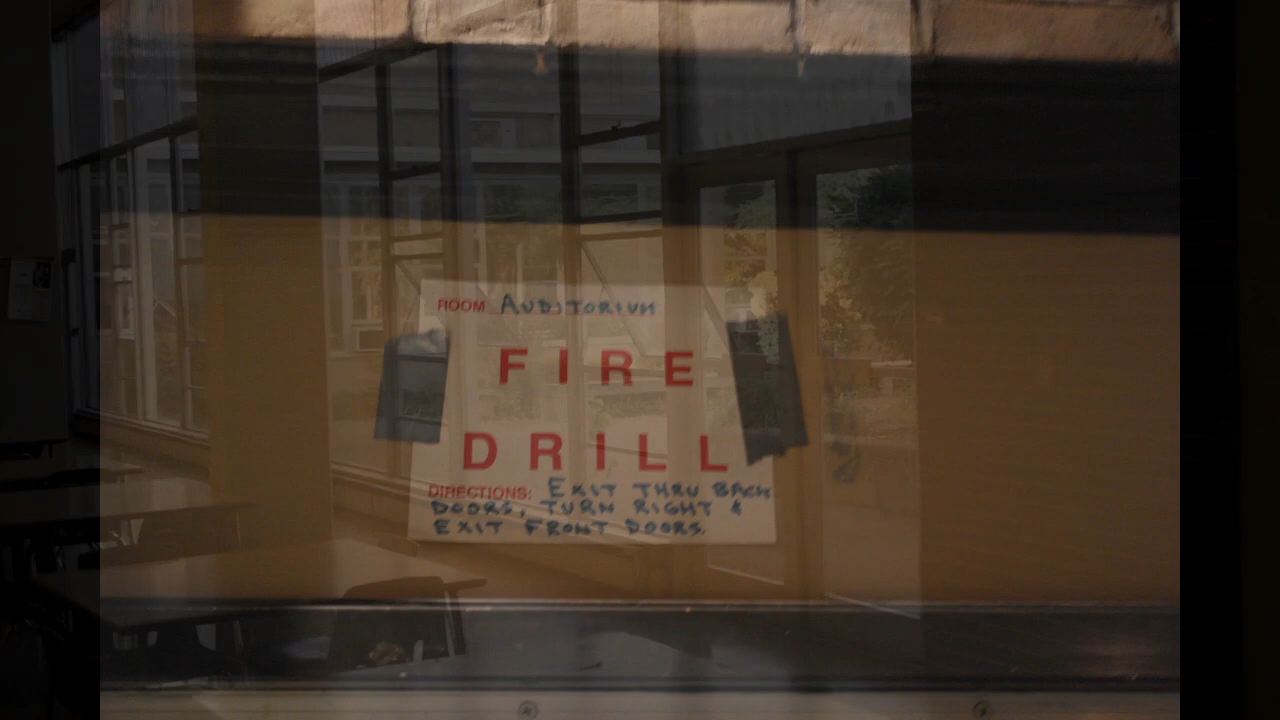 ROOM AUDITORIUM
FIRE
DRILL
DIRECTIONS: EXIT THRU BACK
DOORS, TURN RIGHT &
EXIT FRONT DOORS.